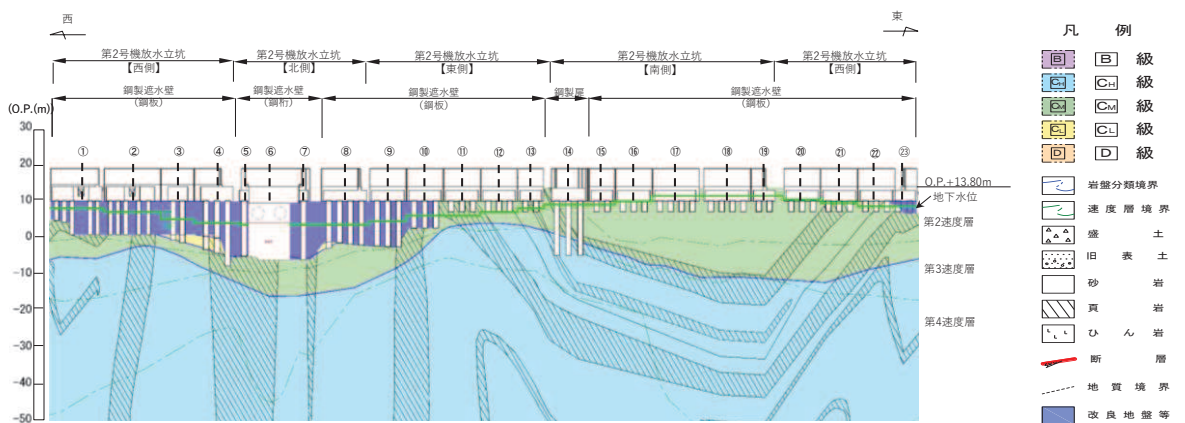 西
東
第2号機放水立坑
【西側】
第2号機放水立坑
【北側】
第2号機放水立坑
【東側】
第2号機放水立坑
【南側】
第2号機放水立坑
【西側】
鋼製遮水壁
(鋼板)
鋼製遮水壁
(鋼桁)
鋼製遮水壁
(鋼板)
鋼製扉
鋼製遮水壁
(鋼板)
(O.P.(m)
30
20
10
0
-10
-20
-30
-40
-50
① ② ③ ④ ⑤ ⑥ ⑦ ⑧ ⑨ ⑩ ⑪ ⑫ ⑬ ⑭ ⑮ ⑯ ⑰ ⑱ ⑲ ⑳ ㉑ ㉒ ㉓
O.P.+13.80m
地下水位
第2速度層
第3速度層
第4速度層
凡 例
B B 級
CH CH 級
CM CM 級
CL CL 級
D D 級
岩盤分類境界
速度層境界
盛 土
旧 表 土
砂 岩
頁 岩
ひ ん 岩
断 層
地 質 境 界
改 良 地 盤 等